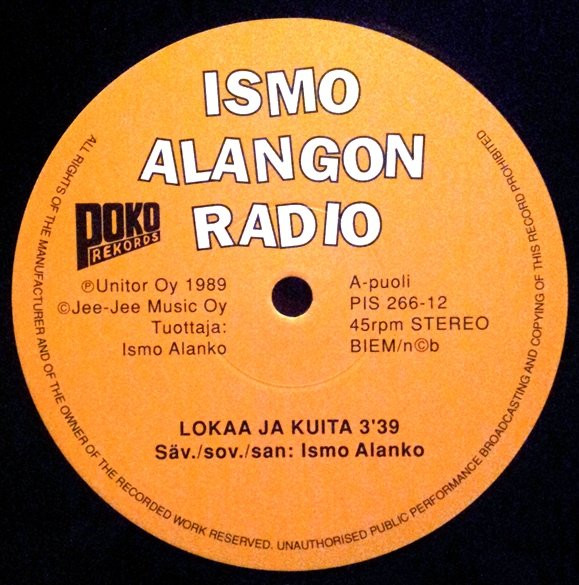 ISMO
ALANGON
RADIO
POKO
REKORDS
℗Unitor Oy 1989
©Jee-Jee Music Oy
Tuottaja:
Ismo Alanko
A-puoli
PIS 266-12
45rpm STEREO
BIEM/n©b
LOKAA JA KUITA 3'39
Säv./sov./san: Ismo Alanko
ALL RIGHTS OF THE MANUFACTURER AND OF THE OWNER OF THE RECORDED WORK RESERVED. UNAUTHORISED PUBLIC PERFORMANCE BROADCASTING AND COPYING OF THIS RECORD PROHIBITED